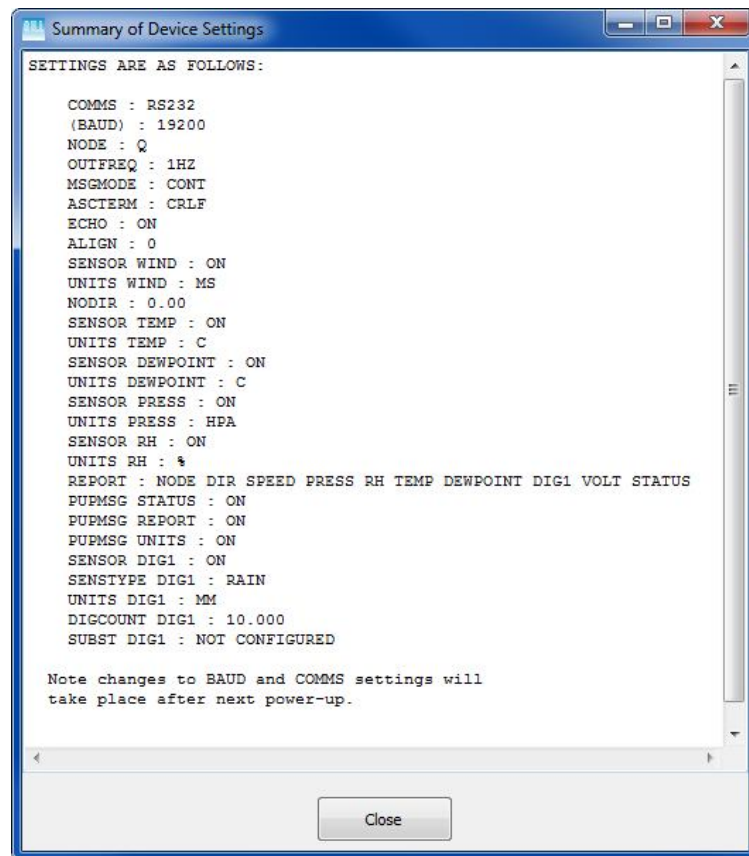 Summary of Device Settings
SETTINGS ARE AS FOLLOWS:
COMMS : RS232
(BAUD) : 19200
NODE : Q
OUTFREQ : 1HZ
MSGMODE : CONT
ASCTERM : CRLF
ECHO : ON
ALIGN : 0
SENSOR WIND : ON
UNITS WIND : MS
NODIR : 0.00
SENSOR TEMP : ON
UNITS TEMP : C
SENSOR DEWPOINT : ON
UNITS DEWPOINT : C
SENSOR PRESS : ON
UNITS PRESS : HPA
SENSOR RH : ON
UNITS RH : %
REPORT : NODE DIR SPEED PRESS RH TEMP DEWPOINT DIG1 VOLT STATUS
PUPMSG STATUS : ON
PUPMSG REPORT : ON
PUPMSG UNITS : ON
SENSOR DIG1 : ON
SENSTYPE DIG1 : RAIN
UNITS DIG1 : MM
DIGCOUNT DIG1 : 10.000
SUBST DIG1 : NOT CONFIGURED
Note changes to BAUD and COMMS settings will
take place after next power-up.
Close